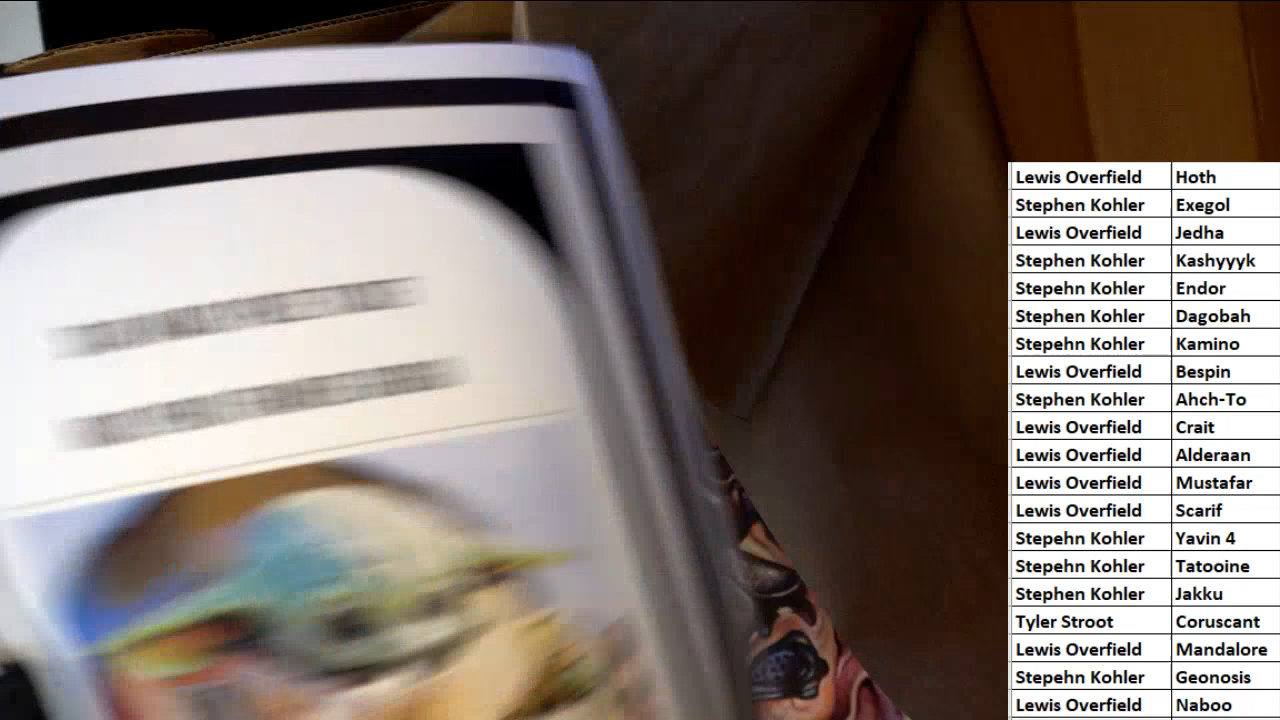 Lewis Overfield Hoth
Stephen Kohler Exegol
Lewis Overfield Jedha
Stephen Kohler Kashyyyk
Stepehn Kohler Endor
Stephen Kohler Dagobah
Stepehn Kohler Kamino
Lewis Overfield Bespin
Stephen Kohler Ahch-To
Lewis Overfield Crait
Lewis Overfield Alderaan
Lewis Overfield Mustafar
Lewis Overfield Scarif
Stepehn Kohler Yavin 4
Stepehn Kohler Tatooine
Stephen Kohler Jakku
Tyler Stroot Coruscant
Lewis Overfield Mandalore
Stepehn Kohler Geonosis
Lewis Overfield Naboo